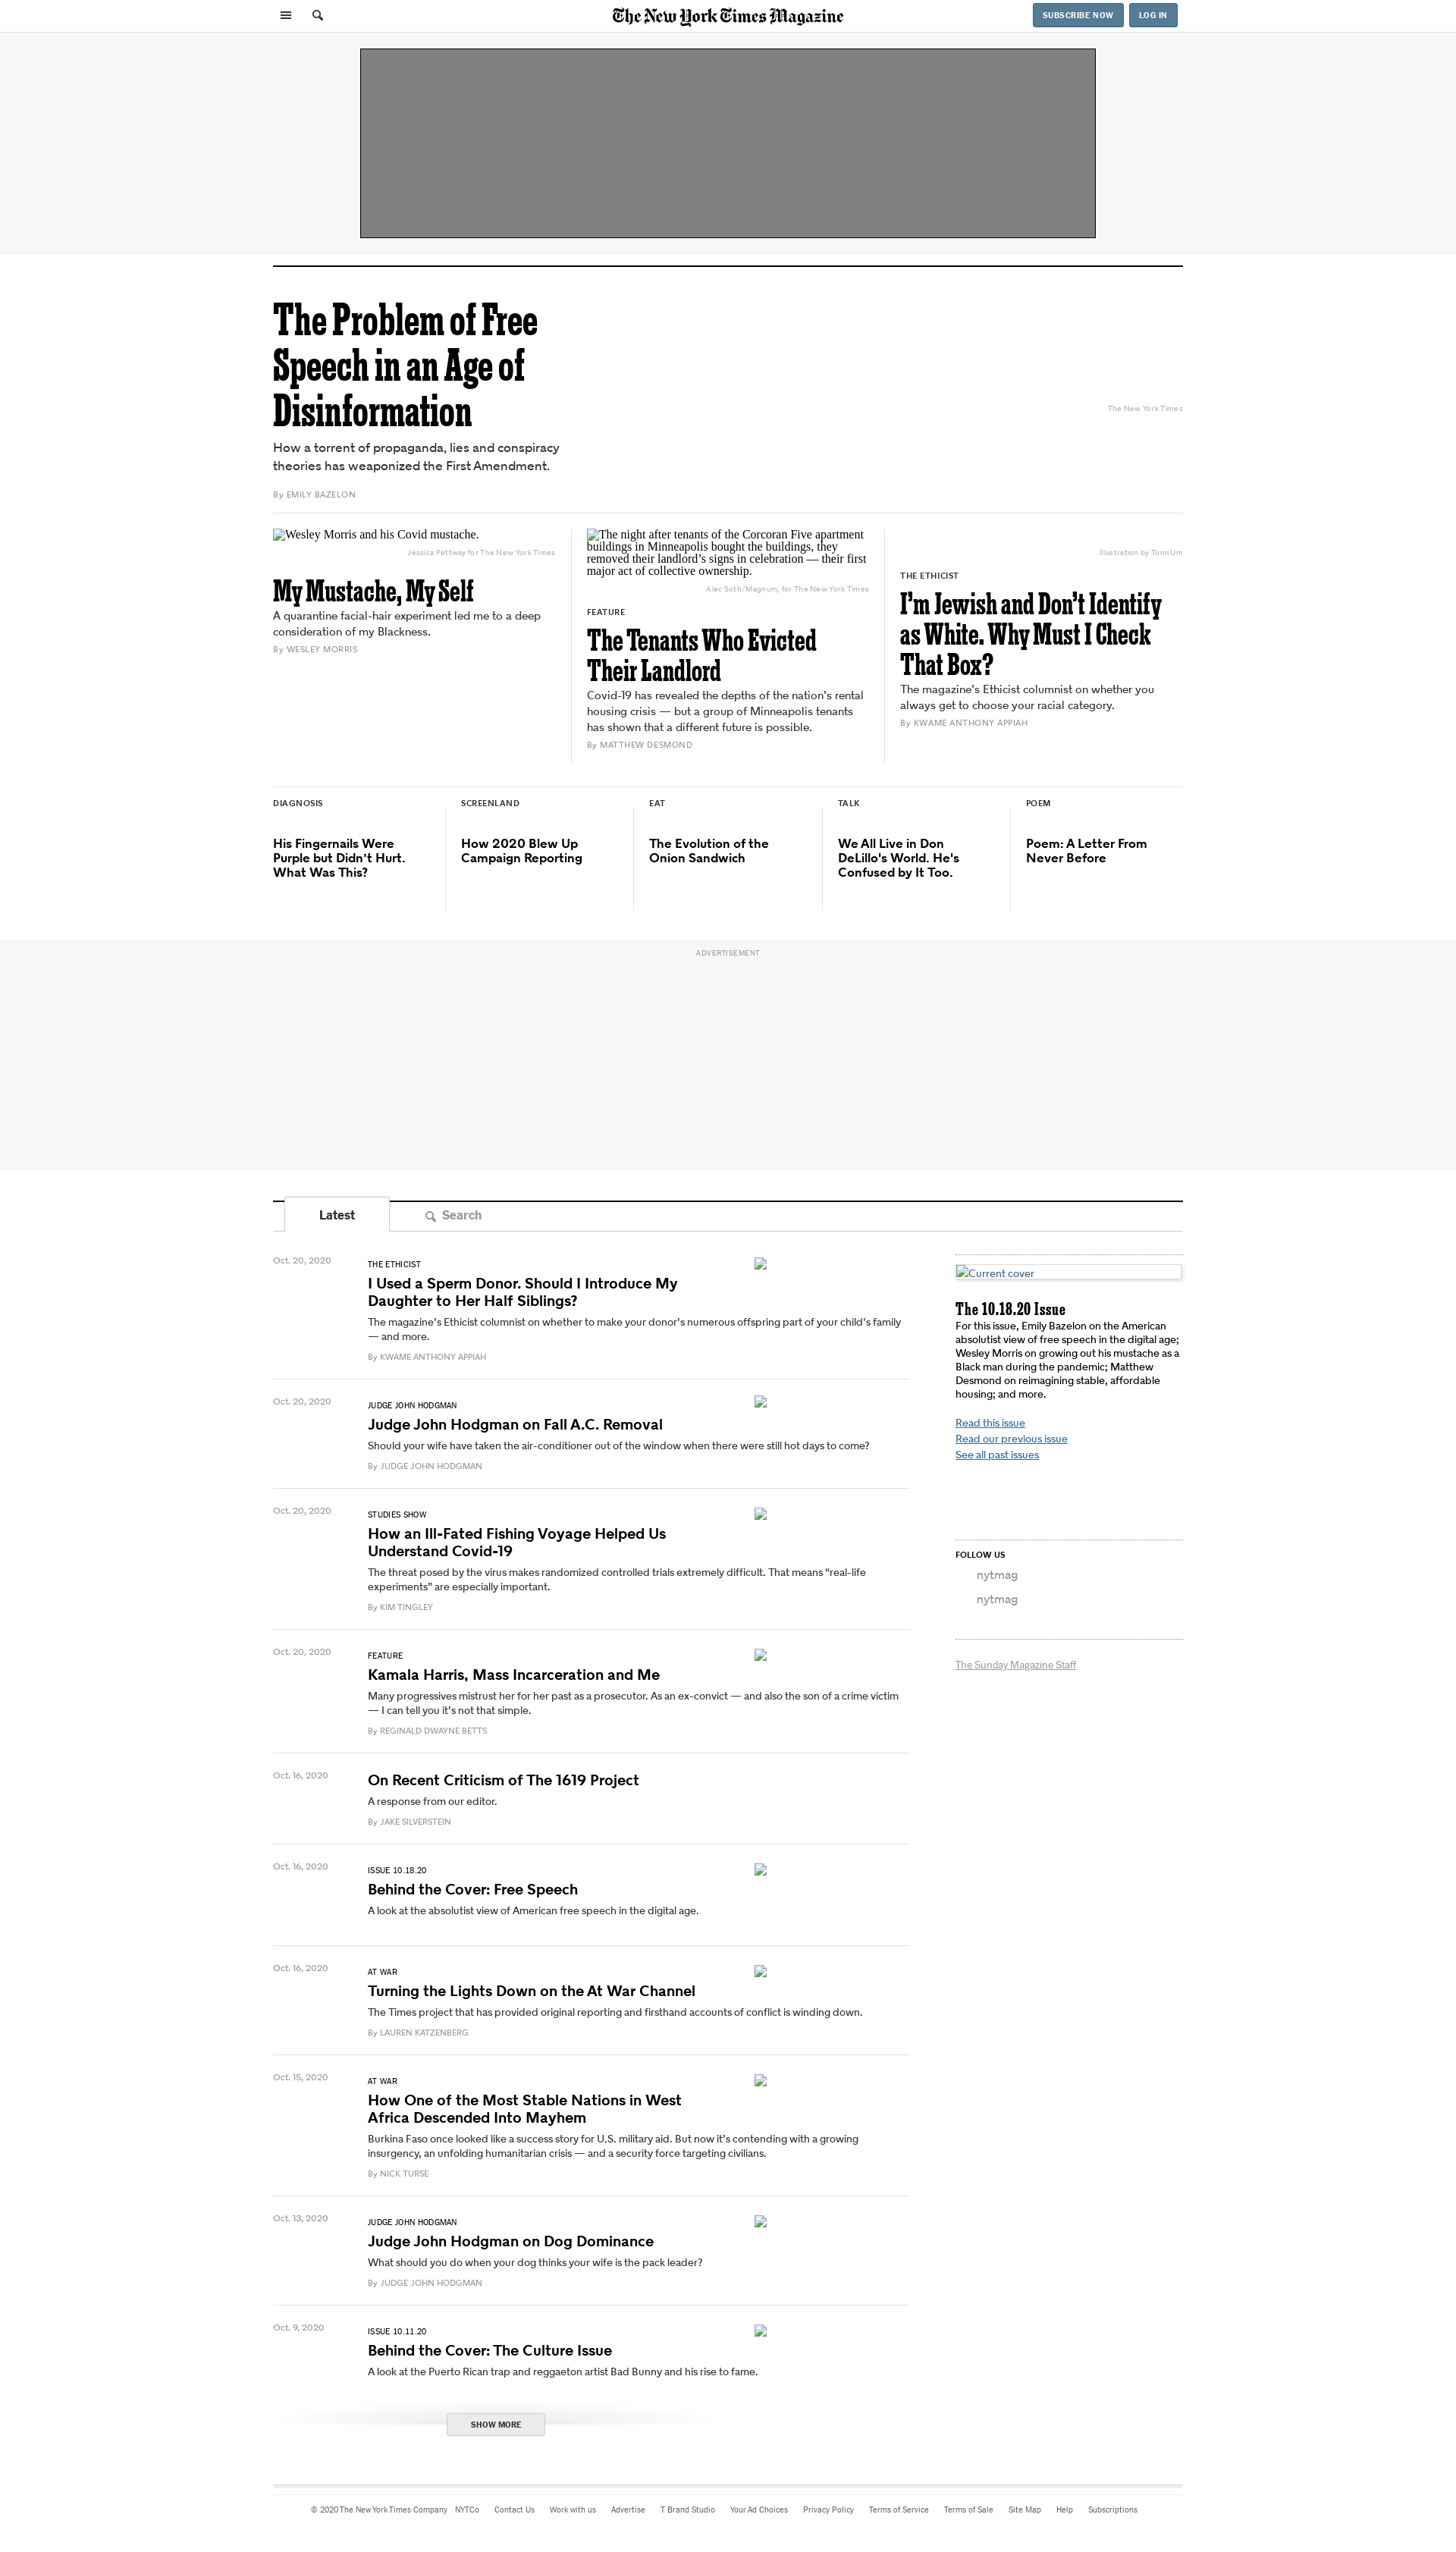 The New York Times Magazine
SUBSCRIBE NOW
LOG IN
The Problem of Free
Speech in an Age of
Disinformation
How a torrent of propaganda, lies and conspiracy
theories has weaponized the First Amendment.
By EMILY BAZELON
The New York Times
Wesley Morris and his Covid mustache.
Jessica Pettway for The New York Times
My Mustache, My Self
A quarantine facial-hair experiment led me to a deep
consideration of my Blackness.
By WESLEY MORRIS
The night after tenants of the Corcoran Five apartment
buildings in Minneapolis bought the buildings, they
removed their landlord’s signs in celebration — their first
major act of collective ownership.
Alec Soth/Magnum, for The New York Times
FEATURE
The Tenants Who Evicted
Their Landlord
Covid-19 has revealed the depths of the nation’s rental
housing crisis — but a group of Minneapolis tenants
has shown that a different future is possible.
By MATTHEW DESMOND
Illustration by Tomi Um
THE ETHICIST
I’m Jewish and Don’t Identify
as White. Why Must I Check
That Box?
The magazine’s Ethicist columnist on whether you
always get to choose your racial category.
By KWAME ANTHONY APPIAH
DIAGNOSIS
His Fingernails Were
Purple but Didn’t Hurt.
What Was This?
SCREENLAND
How 2020 Blew Up
Campaign Reporting
EAT
The Evolution of the
Onion Sandwich
TALK
We All Live in Don
DeLillo's World. He's
Confused by It Too.
POEM
Poem: A Letter From
Never Before
ADVERTISEMENT
Latest
Search
Oct. 20, 2020
THE ETHICIST
I Used a Sperm Donor. Should I Introduce My
Daughter to Her Half Siblings?
The magazine’s Ethicist columnist on whether to make your donor’s numerous offspring part of your child’s family
— and more.
By KWAME ANTHONY APPIAH
Oct. 20, 2020
JUDGE JOHN HODGMAN
Judge John Hodgman on Fall A.C. Removal
Should your wife have taken the air-conditioner out of the window when there were still hot days to come?
By JUDGE JOHN HODGMAN
Oct. 20, 2020
STUDIES SHOW
How an Ill-Fated Fishing Voyage Helped Us
Understand Covid-19
The threat posed by the virus makes randomized controlled trials extremely difficult. That means “real-life
experiments” are especially important.
By KIM TINGLEY
Oct. 20, 2020
FEATURE
Kamala Harris, Mass Incarceration and Me
Many progressives mistrust her for her past as a prosecutor. As an ex-convict — and also the son of a crime victim
— I can tell you it’s not that simple.
By REGINALD DWAYNE BETTS
Oct. 16, 2020
On Recent Criticism of The 1619 Project
A response from our editor.
By JAKE SILVERSTEIN
Oct. 16, 2020
ISSUE 10.18.20
Behind the Cover: Free Speech
A look at the absolutist view of American free speech in the digital age.
Oct. 16, 2020
AT WAR
Turning the Lights Down on the At War Channel
The Times project that has provided original reporting and firsthand accounts of conflict is winding down.
By LAUREN KATZENBERG
Oct. 15, 2020
AT WAR
How One of the Most Stable Nations in West
Africa Descended Into Mayhem
Burkina Faso once looked like a success story for U.S. military aid. But now it’s contending with a growing
insurgency, an unfolding humanitarian crisis — and a security force targeting civilians.
By NICK TURSE
Oct. 13, 2020
JUDGE JOHN HODGMAN
Judge John Hodgman on Dog Dominance
What should you do when your dog thinks your wife is the pack leader?
By JUDGE JOHN HODGMAN
Oct. 9, 2020
ISSUE 10.11.20
Behind the Cover: The Culture Issue
A look at the Puerto Rican trap and reggaeton artist Bad Bunny and his rise to fame.
SHOW MORE
Current cover
The 10.18.20 Issue
For this issue, Emily Bazelon on the American
absolutist view of free speech in the digital age;
Wesley Morris on growing out his mustache as a
Black man during the pandemic; Matthew
Desmond on reimagining stable, affordable
housing; and more.
Read this issue
Read our previous issue
See all past issues
FOLLOW US
nytmag
nytmag
The Sunday Magazine Staff
© 2020 The New York Times Company NYTCo Contact Us Work with us Advertise T Brand Studio Your Ad Choices Privacy Policy Terms of Service Terms of Sale Site Map Help Subscriptions